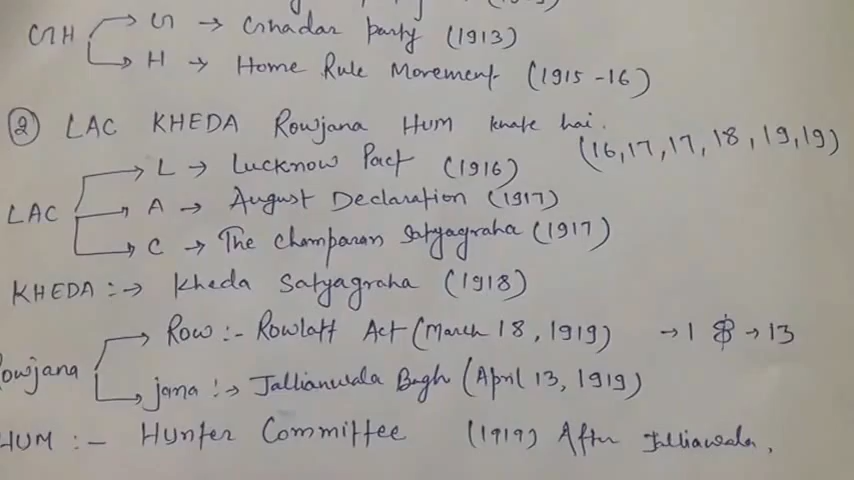 GH → G → Ghadar party (1913)
→ H → Home Rule Movement (1915-16)
② LAC KHEDA Rowjana HUM khate hai.
(16,17,17,18,19,19)
LAC → L → Lucknow Pact (1916)
→ A → August Declaration (1917)
→ C → The Champaran Satyagraha (1917)
KHEDA :→ Kheda Satyagraha (1918)
owjana → Row :- Rowlatt Act (March 18, 1919) → 1 8 → 13
→ jana :→ Jallianwala Bagh (April 13, 1919)
HUM :- Hunter Committee (1919) After Jalliawala,